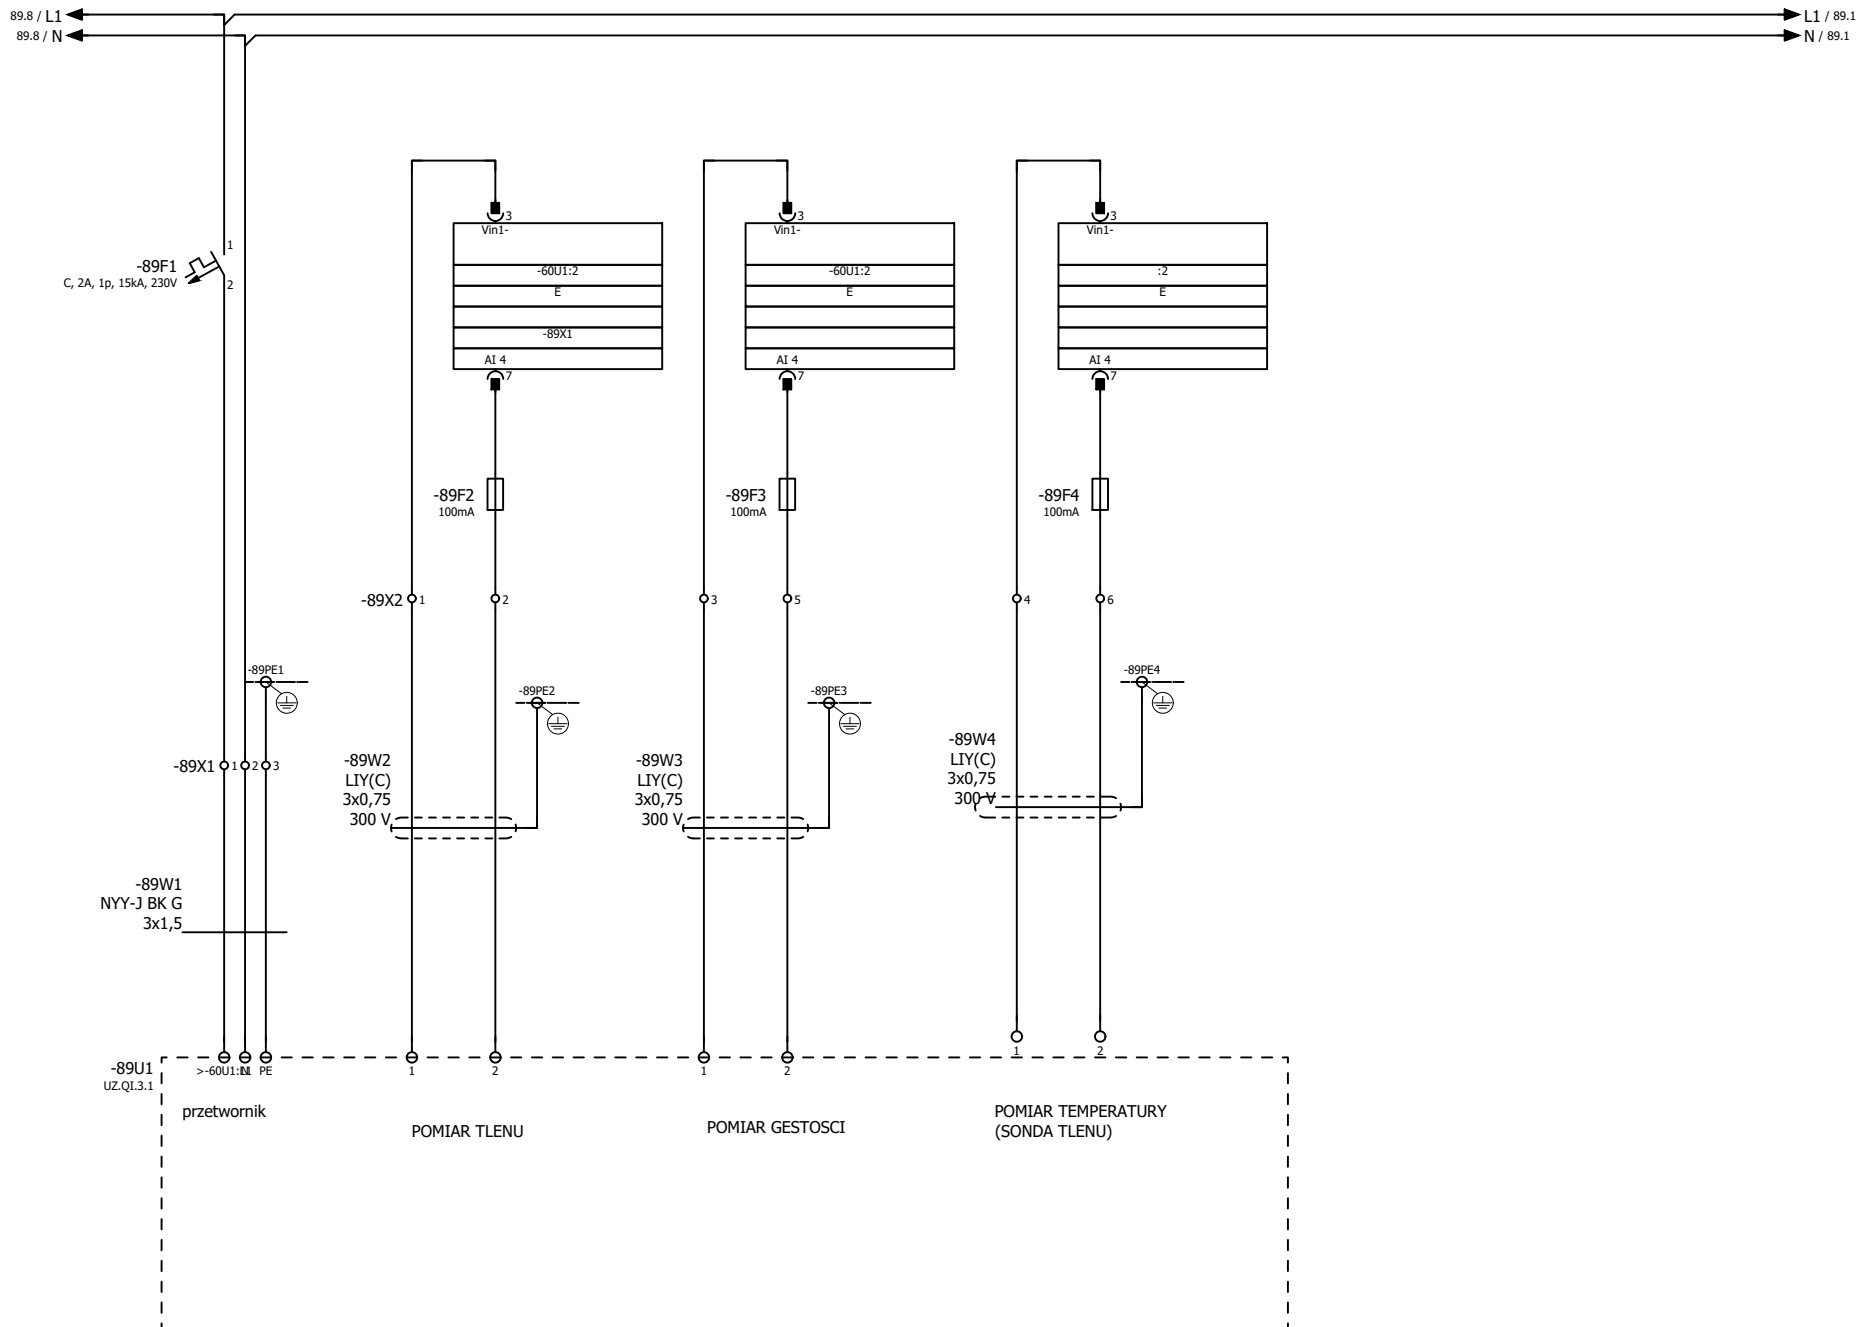 89.8 / L1
L1 / 89.1
89.8 / N
N / 89.1
3
Vin1-
3
Vin1-
3
Vin1-
-89F1
C, 2A, 1p, 15kA, 230V
1
2
-60U1:2
E
-89X1
AI 4
7
-60U1:2
E
AI 4
7
:2
E
AI 4
7
-89F2
100mA
-89F3
100mA
-89F4
100mA
-89X2
1
2
3
5
4
6
-89PE1
-89PE2
-89PE3
-89PE4
-89X1
1
2
3
-89W2
LIY(C)
3x0,75
300 V
-89W3
LIY(C)
3x0,75
300 V
-89W4
LIY(C)
3x0,75
300 V
-89W1
NYY-J BK G
3x1,5
-89U1
UZ.QI.3.1
>-60U1:
PE
1
2
1
2
1
2
przetwornik
POMIAR TLENU
POMIAR GESTOSCI
POMIAR TEMPERATURY
(SONDA TLENU)